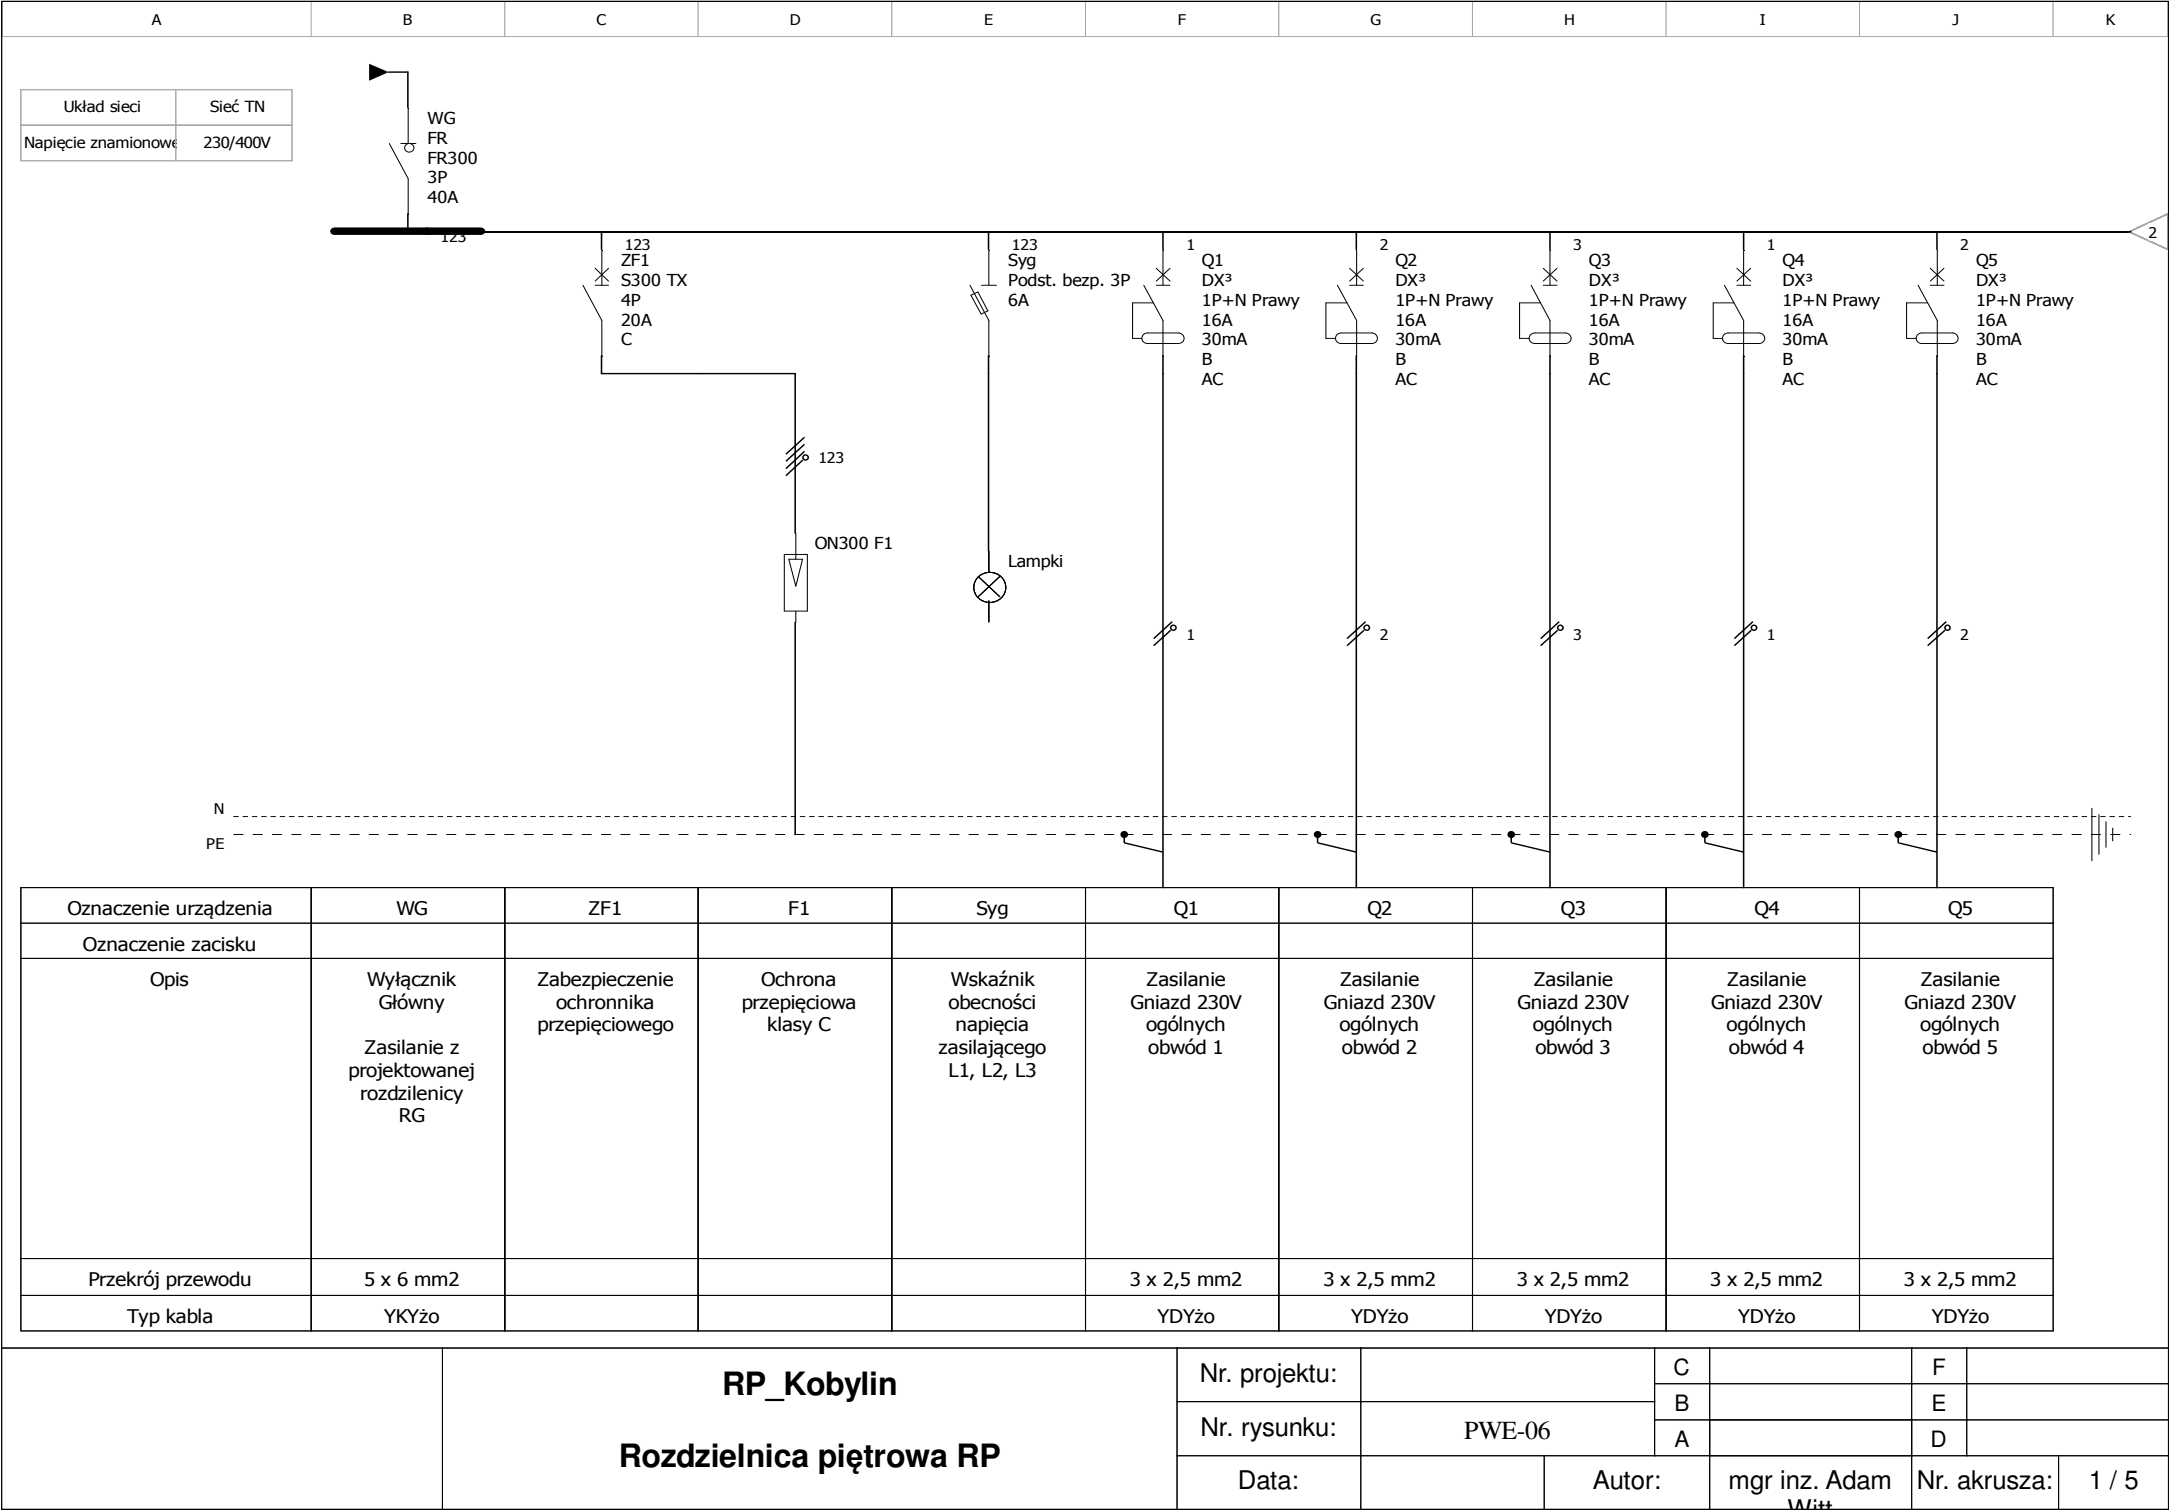 A B C D E F G H I J K
Układ sieci Sieć TN
Napięcie znamionowe 230/400V
WG
FR
FR300
3P
40A
123
2
123
ZF1
S300 TX
4P
20A
C
123
Syg
Podst. bezp. 3P
6A
1
Q1
DX³
1P+N Prawy
16A
30mA
B
AC
2
Q2
DX³
1P+N Prawy
16A
30mA
B
AC
3
Q3
DX³
1P+N Prawy
16A
30mA
B
AC
1
Q4
DX³
1P+N Prawy
16A
30mA
B
AC
2
Q5
DX³
1P+N Prawy
16A
30mA
B
AC
123
ON300 F1
Lampki
1 2 3 1 2
N
PE
Oznaczenie urządzenia WG ZF1 F1 Syg Q1 Q2 Q3 Q4 Q5
Oznaczenie zacisku
Opis
Wyłącznik
Główny
Zasilanie z
projektowanej
rozdzilenicy
RG
Zabezpieczenie
ochronnika
przepięciowego
Ochrona
przepięciowa
klasy C
Wskaźnik
obecności
napięcia
zasilającego
L1, L2, L3
Zasilanie
Gniazd 230V
ogólnych
obwód 1
Zasilanie
Gniazd 230V
ogólnych
obwód 2
Zasilanie
Gniazd 230V
ogólnych
obwód 3
Zasilanie
Gniazd 230V
ogólnych
obwód 4
Zasilanie
Gniazd 230V
ogólnych
obwód 5
Przekrój przewodu 5 x 6 mm2 3 x 2,5 mm2 3 x 2,5 mm2 3 x 2,5 mm2 3 x 2,5 mm2 3 x 2,5 mm2
Typ kabla YKYżo YDYżo YDYżo YDYżo YDYżo YDYżo
RP_Kobylin
Rozdzielnica piętrowa RP
Nr. projektu:
Nr. rysunku: PWE-06
Data:
Autor: mgr inz. Adam
Witt
C
B
A
F
E
D
Nr. akrusza: 1 / 5